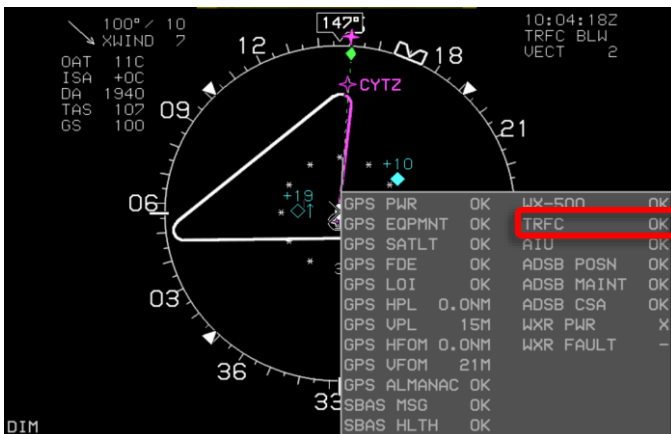 100°/ 10
XWIND 7
OAT 11C
ISA +0C
DA 1940
TAS 107
GS 100
147°
10:04:18Z
TRFC BLW
VECT 2
12
18
CYTZ
09
21
+10
+19
06
03
36
33
GPS PWR OK
GPS EQPMNT OK
GPS SATLT OK
GPS FDE OK
GPS LOI OK
GPS HPL 0.0NM
GPS VPL 15M
GPS HFOM 0.0NM
GPS VFOM 21M
GPS ALMANAC OK
SBAS MSG OK
SBAS HLTH OK
WX-500 OK
TRFC OK
AIU OK
ADSB POSN OK
ADSB MAINT OK
ADSB CSA OK
WXR PWR X
WXR FAULT -
DIM